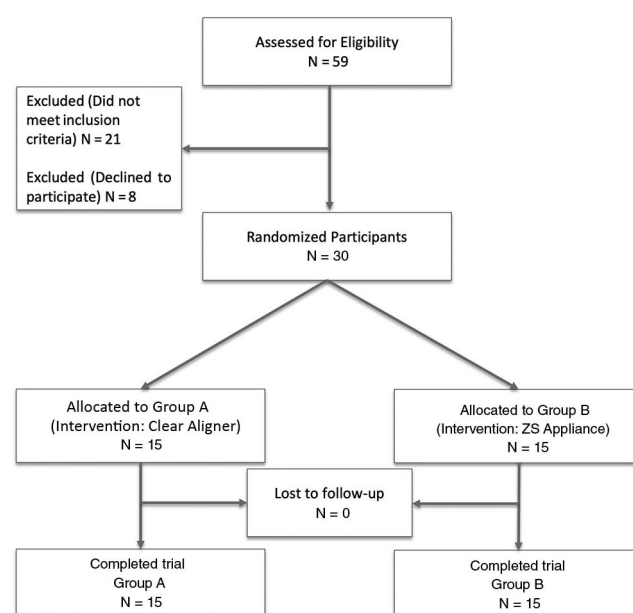 Assessed for Eligibility
N = 59
Excluded (Did not
meet inclusion
criteria) N = 21
Excluded (Declined to
participate) N = 8
Randomized Participants
N = 30
Allocated to Group A
(Intervention: Clear Aligner)
N = 15
Allocated to Group B
(Intervention: ZS Appliance)
N = 15
Lost to follow-up
N = 0
Completed trial
Group A
N = 15
Completed trial
Group B
N = 15